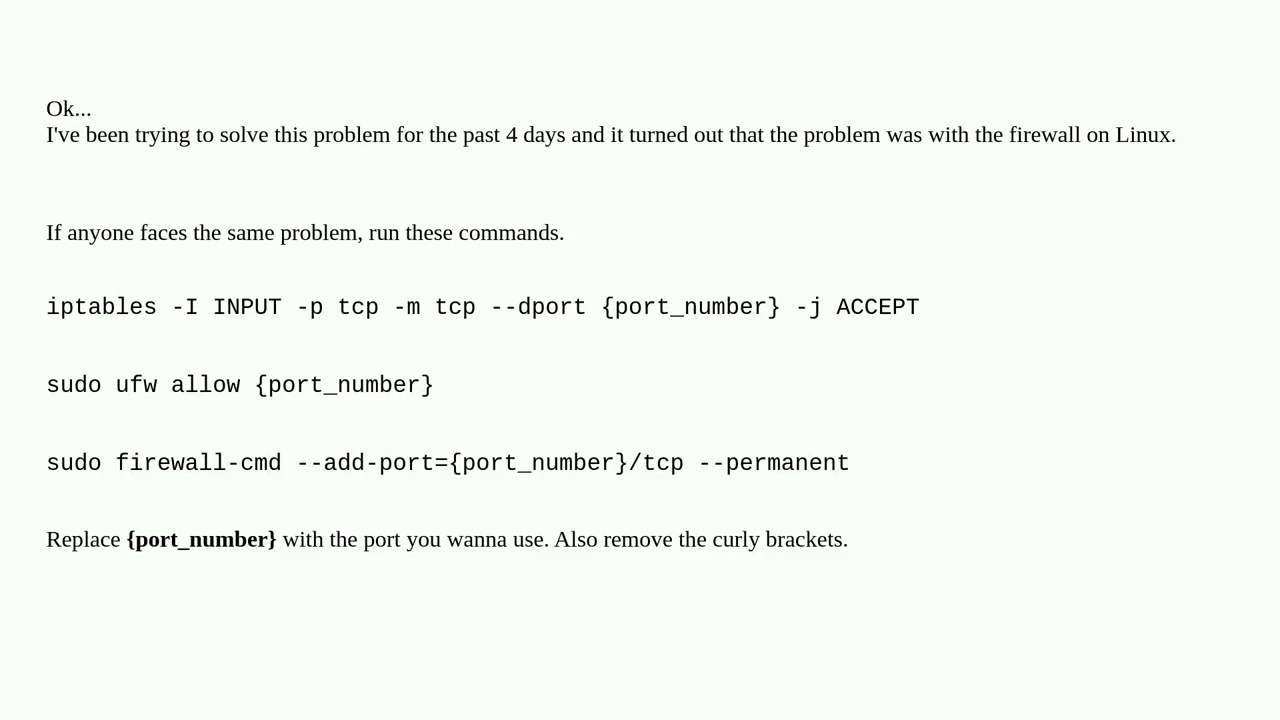 Ok...
I've been trying to solve this problem for the past 4 days and it turned out that the problem was with the firewall on Linux.
If anyone faces the same problem, run these commands.
iptables -I INPUT -p tcp -m tcp --dport {port_number} -j ACCEPT
sudo ufw allow {port_number}
sudo firewall-cmd --add-port={port_number}/tcp --permanent
Replace {port_number} with the port you wanna use. Also remove the curly brackets.